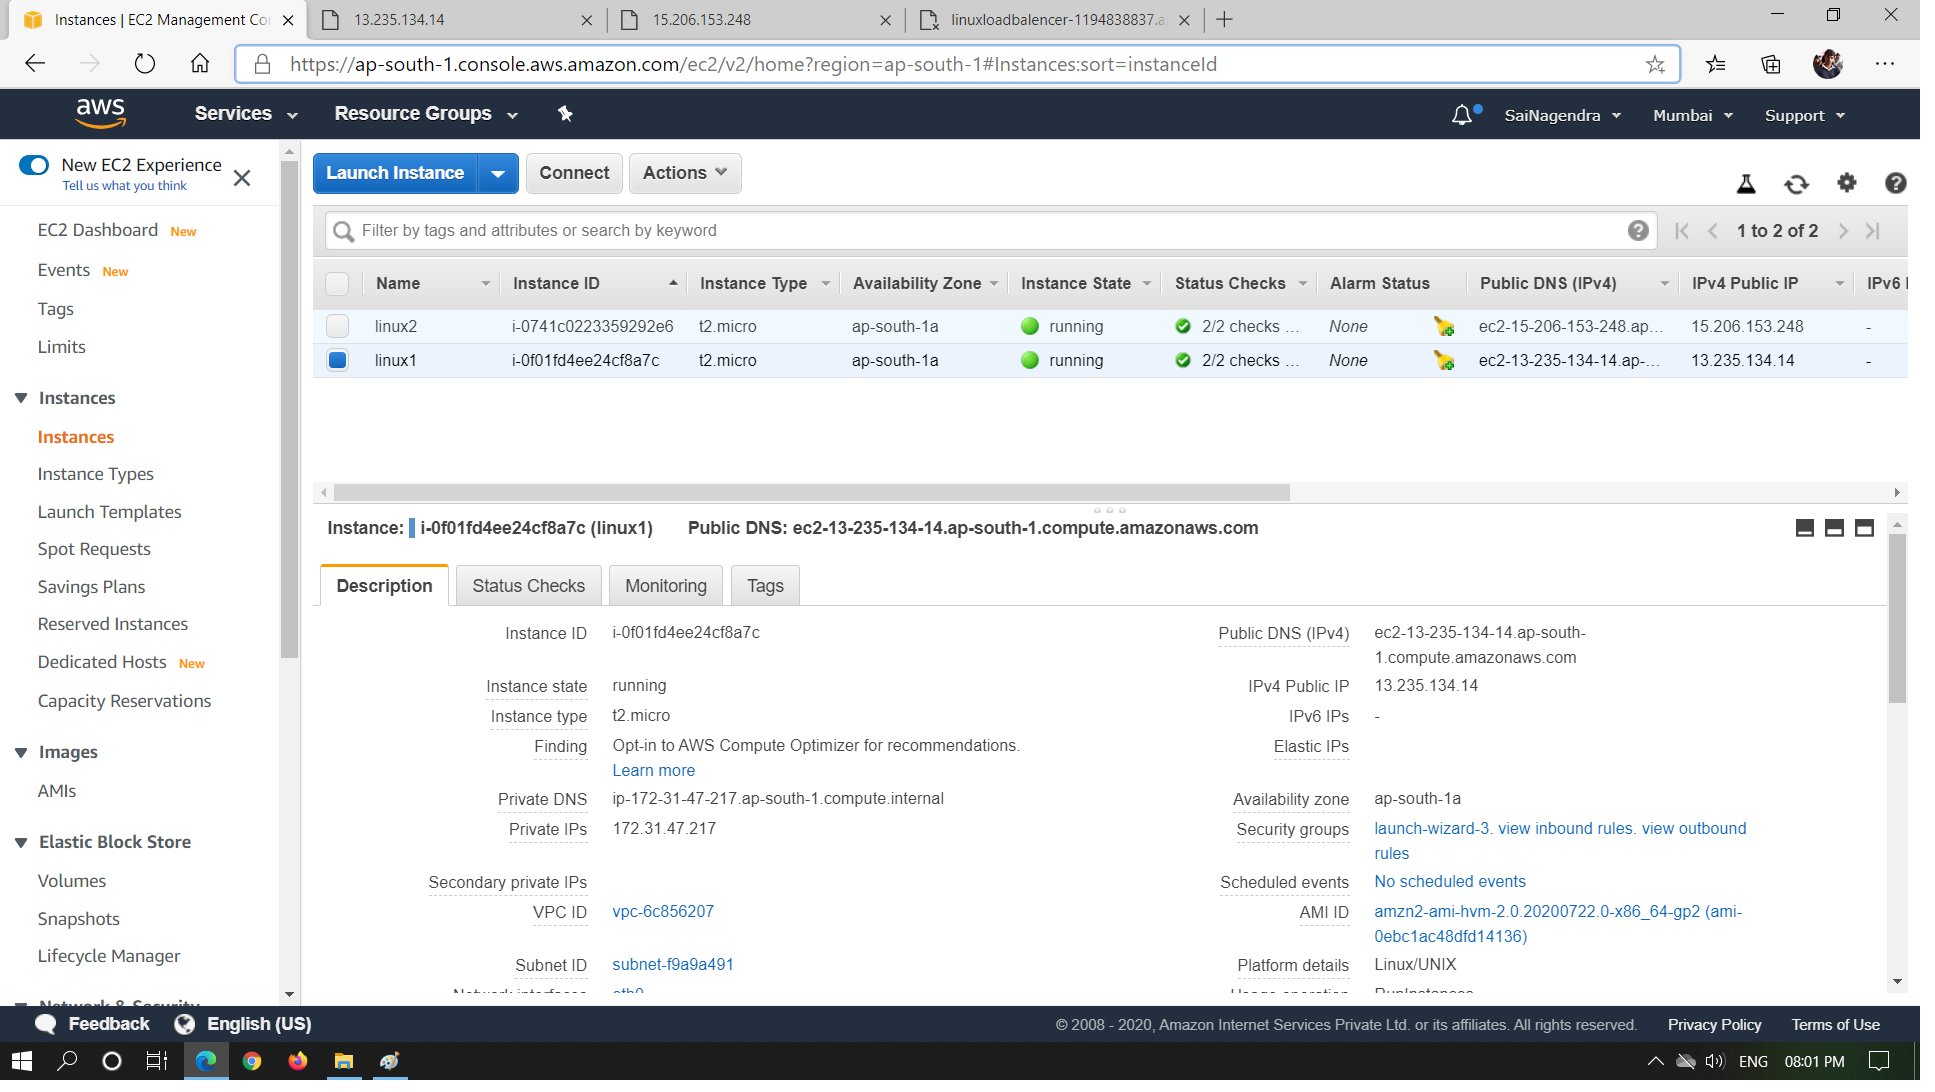 Instances | EC2 Management Co
13.235.134.14
15.206.153.248
linuxloadbalencer-1194838837.a
https://ap-south-1.console.aws.amazon.com/ec2/v2/home?region=ap-south-1#Instances:sort=instanceId
aws
Services
Resource Groups
SaiNagendra
Mumbai
Support
New EC2 Experience
Tell us what you think
EC2 Dashboard New
Events New
Tags
Limits
Instances
Instances
Instance Types
Launch Templates
Spot Requests
Savings Plans
Reserved Instances
Dedicated Hosts New
Capacity Reservations
Images
AMIs
Elastic Block Store
Volumes
Snapshots
Lifecycle Manager
Network & Security
Launch Instance
Connect
Actions
Filter by tags and attributes or search by keyword
1 to 2 of 2
Name Instance ID Instance Type Availability Zone Instance State Status Checks Alarm Status Public DNS (IPv4) IPv4 Public IP IPv6
linux2 i-0741c0223359292e6 t2.micro ap-south-1a running 2/2 checks ... None ec2-15-206-153-248.ap... 15.206.153.248 -
linux1 i-0f01fd4ee24cf8a7c t2.micro ap-south-1a running 2/2 checks ... None ec2-13-235-134-14.ap-... 13.235.134.14 -
Instance: i-0f01fd4ee24cf8a7c (linux1) Public DNS: ec2-13-235-134-14.ap-south-1.compute.amazonaws.com
Description
Status Checks
Monitoring
Tags
Instance ID i-0f01fd4ee24cf8a7c
Instance state running
Instance type t2.micro
Finding Opt-in to AWS Compute Optimizer for recommendations.
Learn more
Private DNS ip-172-31-47-217.ap-south-1.compute.internal
Private IPs 172.31.47.217
Secondary private IPs
VPC ID vpc-6c856207
Subnet ID subnet-f9a9a491
Network interfaces eth0
Public DNS (IPv4) ec2-13-235-134-14.ap-south-
1.compute.amazonaws.com
IPv4 Public IP 13.235.134.14
IPv6 IPs -
Elastic IPs
Availability zone ap-south-1a
Security groups launch-wizard-3. view inbound rules. view outbound
rules
Scheduled events No scheduled events
AMI ID amzn2-ami-hvm-2.0.20200722.0-x86_64-gp2 (ami-
0ebc1ac48dfd14136)
Platform details Linux/UNIX
Usage operation RunInstances
Feedback
English (US)
© 2008 - 2020, Amazon Internet Services Private Ltd. or its affiliates. All rights reserved.
Privacy Policy
Terms of Use
ENG
08:01 PM